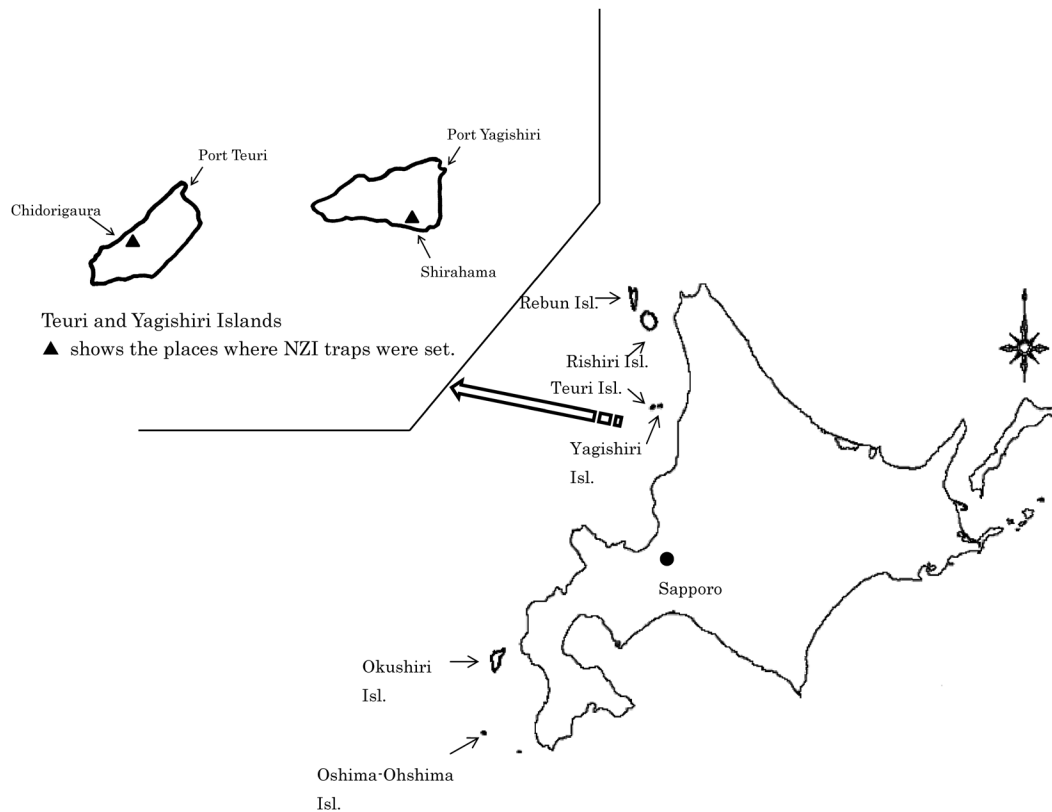 Port Yagishiri
Port Teuri
Chidorigaura
Shirahama
Teuri and Yagishiri Islands
▲ shows the places where NZI traps were set.
Rebun Isl.
Rishiri Isl.
Teuri Isl.
Yagishiri
Isl.
Sapporo
Okushiri
Isl.
Oshima-Ohshima
Isl.